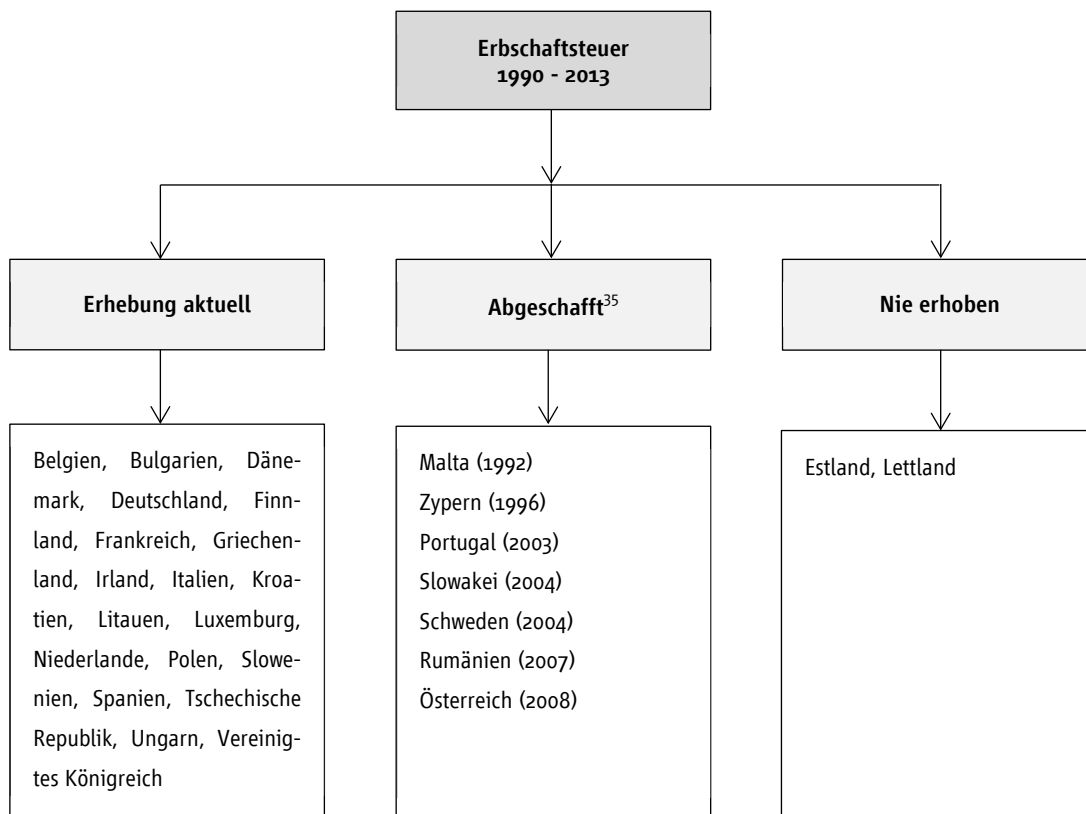 Erbschaftsteuer
1990 - 2013
Erhebung aktuell
Abgeschafft35
Nie erhoben
Belgien, Bulgarien, Däne-
mark, Deutschland, Finn-
land, Frankreich, Griechen-
land, Irland, Italien, Kroa-
tien, Litauen, Luxemburg,
Niederlande, Polen, Slowe-
nien, Spanien, Tschechische
Republik, Ungarn, Vereinig-
tes Königreich
Malta (1992)
Zypern (1996)
Portugal (2003)
Slowakei (2004)
Schweden (2004)
Rumänien (2007)
Österreich (2008)
Estland, Lettland